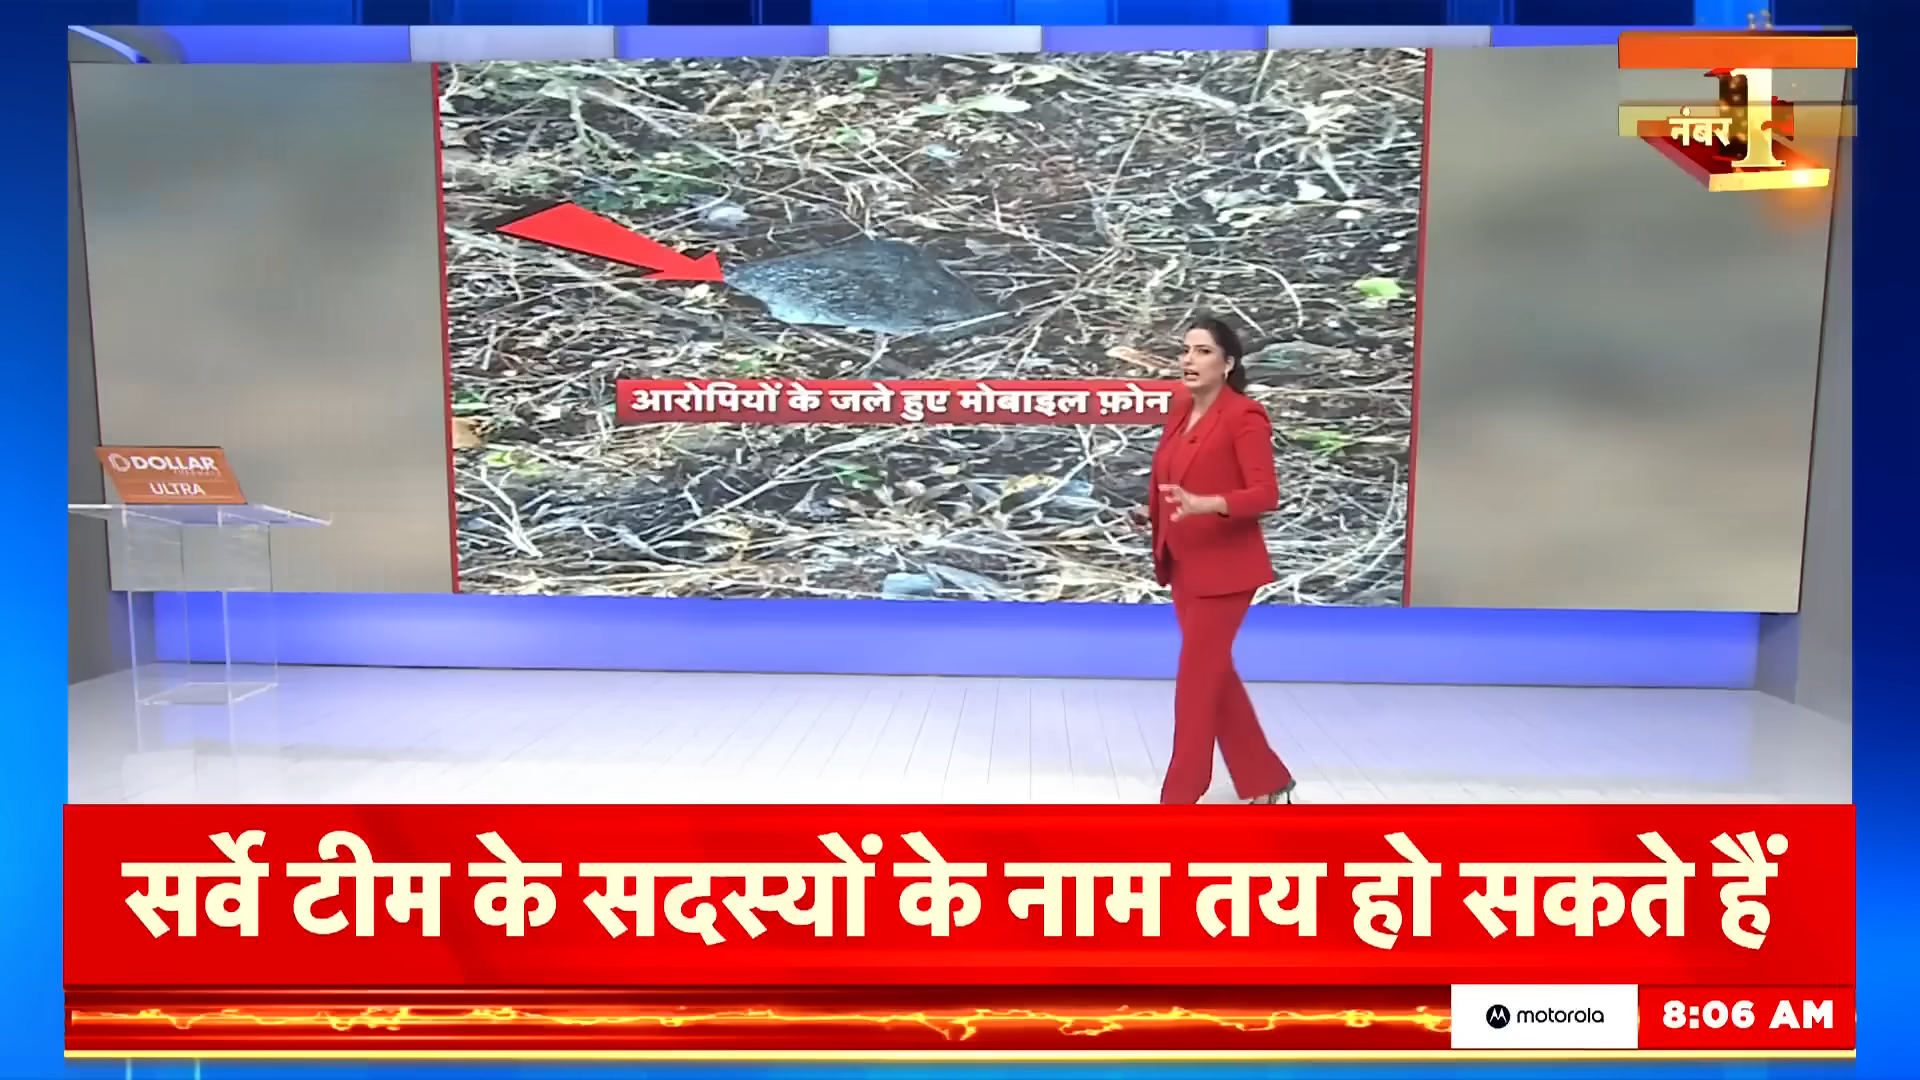 नंबर 1
आरोपियों के जले हुए मोबाइल फ़ोन
DOLLAR
ULTRA
सर्वे टीम के सदस्यों के नाम तय हो सकते हैं
motorola
8:06 AM